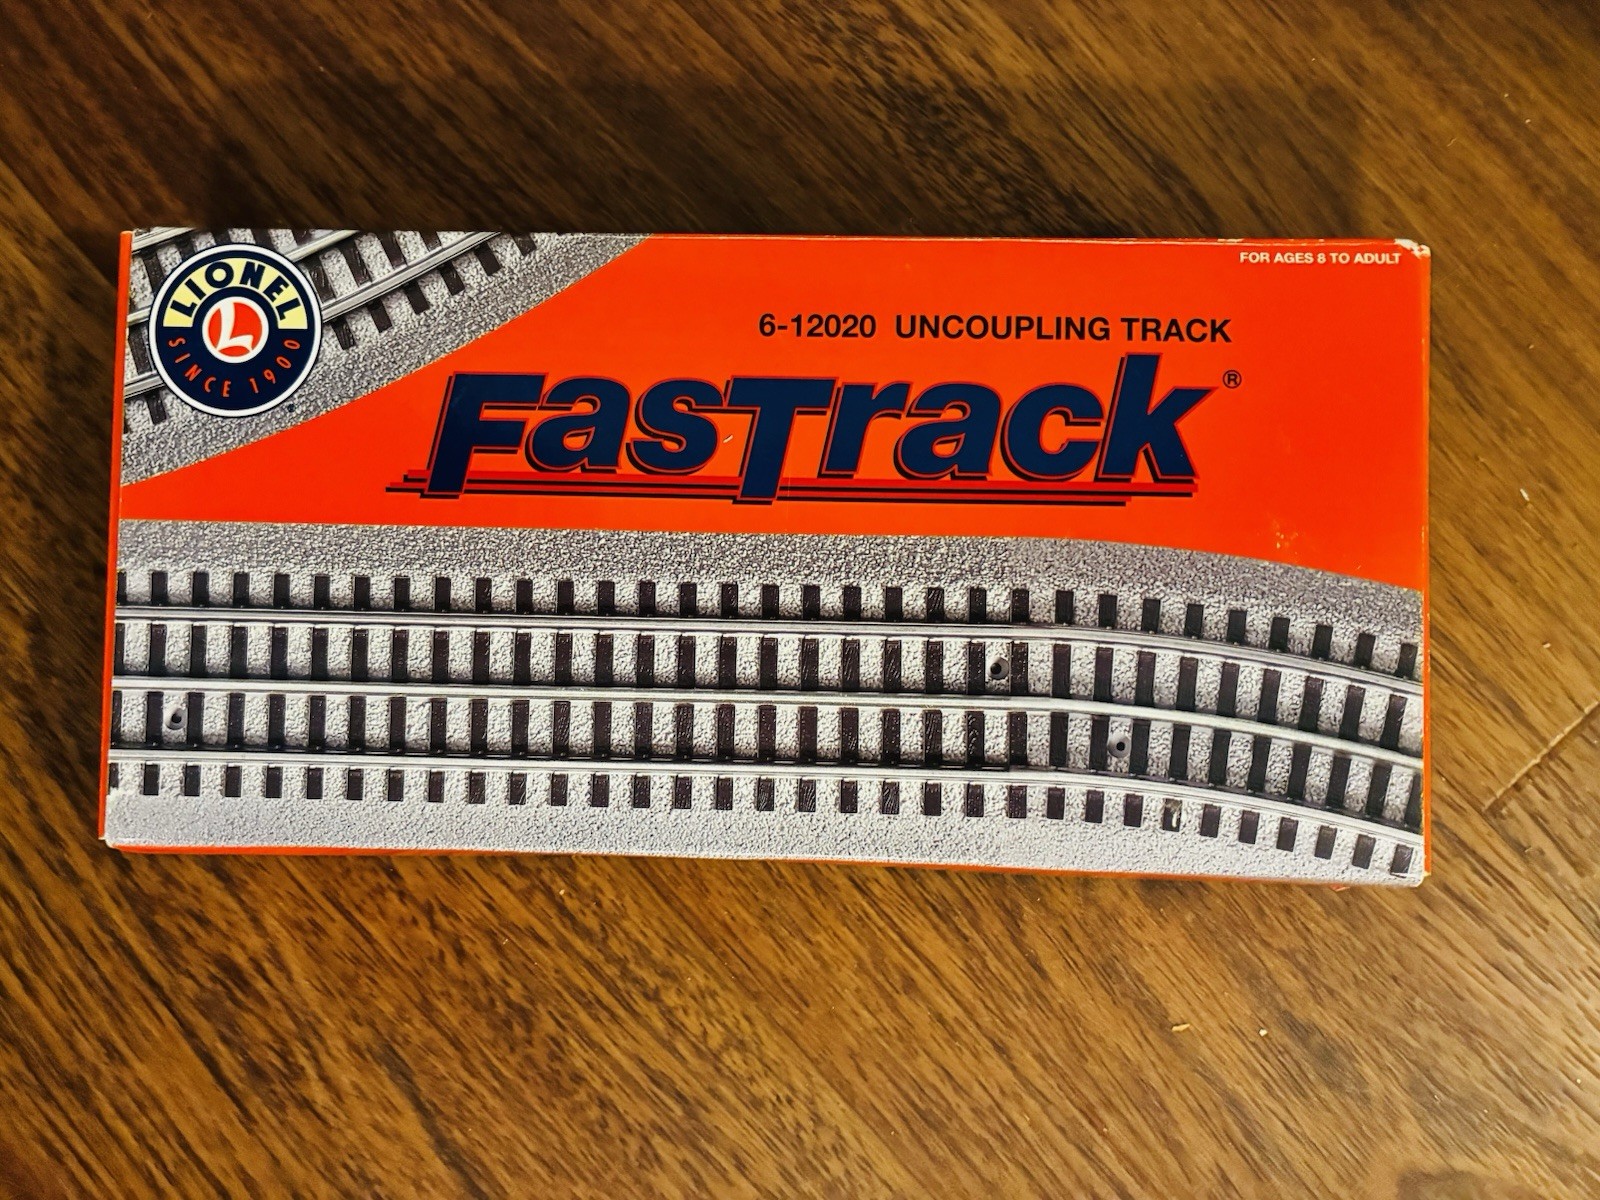 FOR AGES 8 TO ADULT
LIONEL
L
SINCE 1900
6-12020 UNCOUPLING TRACK
FasTrack®